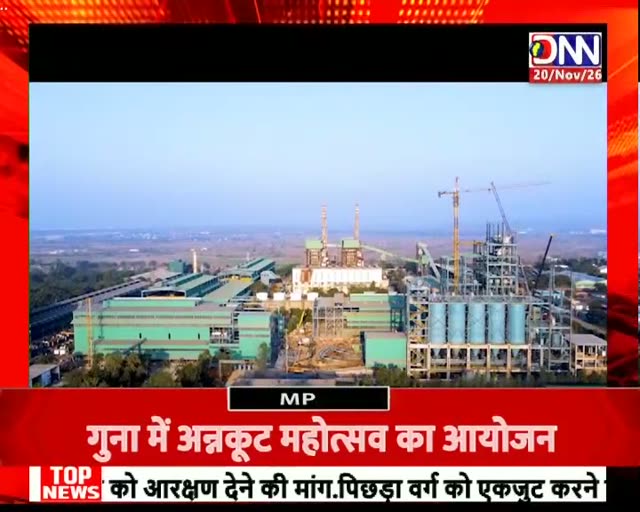 DNN
20/Nov/26
MP
गुना में अन्नकूट महोत्सव का आयोजन
TOP
NEWS
को आरक्षण देने की मांग.पिछड़ा वर्ग को एकजुट करने